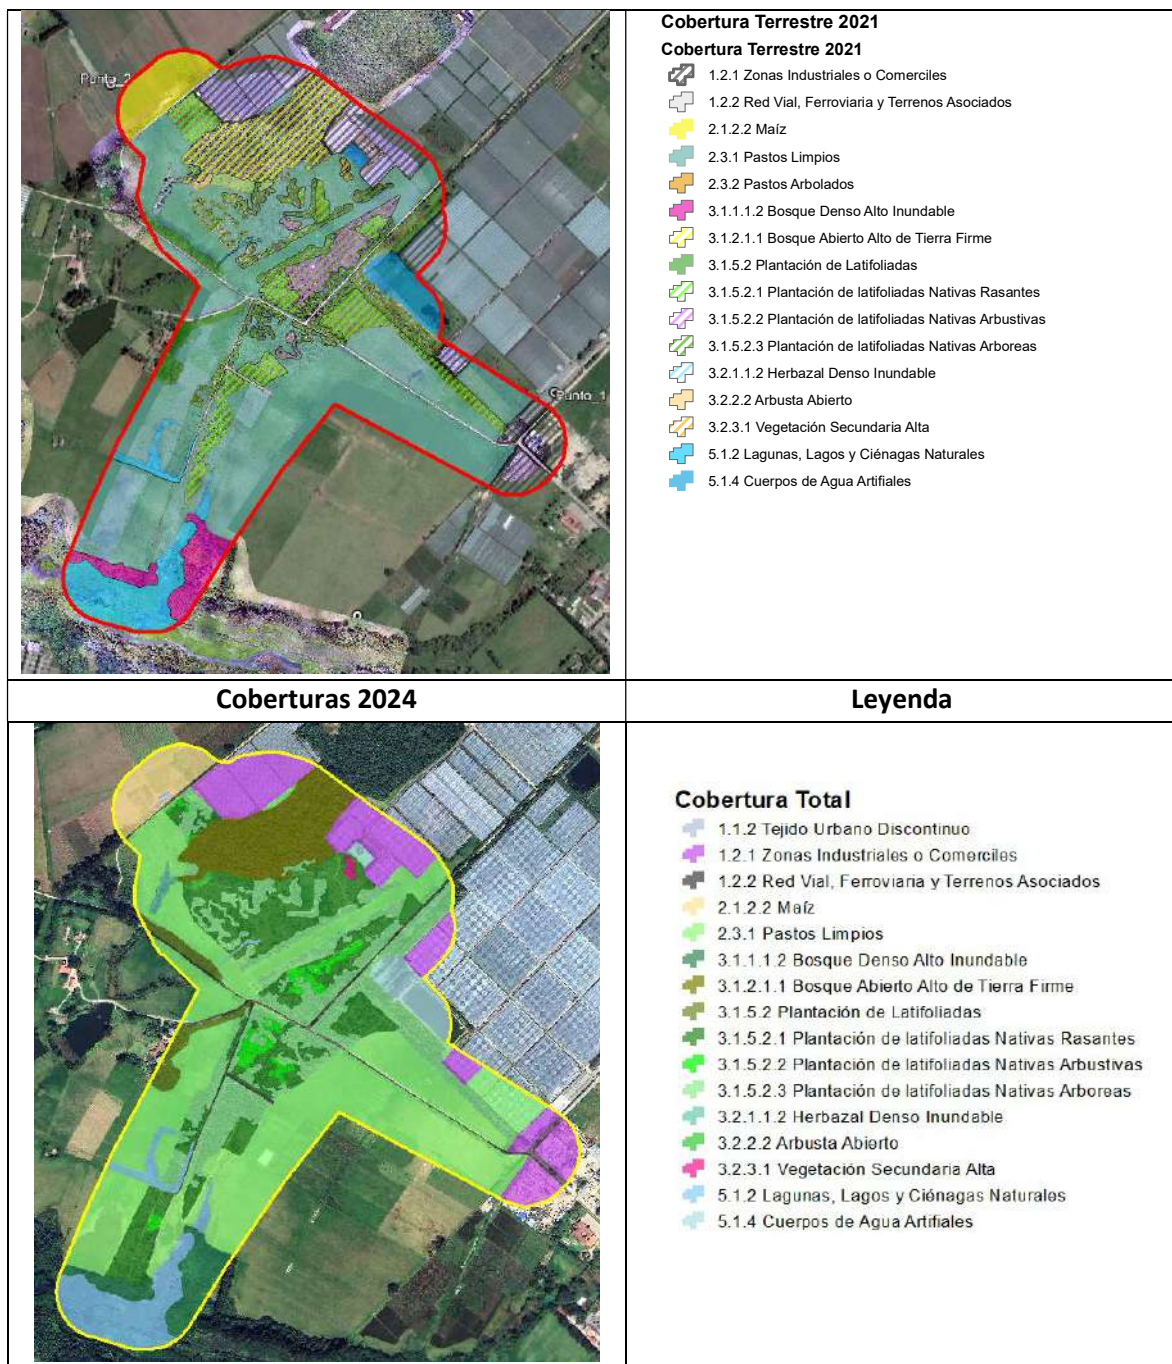 Cobertura Terrestre 2021
Cobertura Terrestre 2021
1.2.1 Zonas Industriales o Comerciles
1.2.2 Red Vial, Ferroviaria y Terrenos Asociados
2.1.2.2 Maíz
2.3.1 Pastos Limpios
2.3.2 Pastos Arbolados
3.1.1.1.2 Bosque Denso Alto Inundable
3.1.2.1.1 Bosque Abierto Alto de Tierra Firme
3.1.5.2 Plantación de Latifoliadas
3.1.5.2.1 Plantación de latifoliadas Nativas Rasantes
3.1.5.2.2 Plantación de latifoliadas Nativas Arbustivas
3.1.5.2.3 Plantación de latifoliadas Nativas Arboreas
3.2.1.1.2 Herbazal Denso Inundable
3.2.2.2 Arbusta Abierto
3.2.3.1 Vegetación Secundaria Alta
5.1.2 Lagunas, Lagos y Ciénagas Naturales
5.1.4 Cuerpos de Agua Artifiales
Punto_2
Punto_1
Coberturas 2024
Leyenda
Cobertura Total
1.1.2 Tejido Urbano Discontinuo
1.2.1 Zonas Industriales o Comerciles
1.2.2 Red Vial, Ferroviaria y Terrenos Asociados
2.1.2.2 Maíz
2.3.1 Pastos Limpios
3.1.1.1.2 Bosque Denso Alto Inundable
3.1.2.1.1 Bosque Abierto Alto de Tierra Firme
3.1.5.2 Plantación de Latifoliadas
3.1.5.2.1 Plantación de latifoliadas Nativas Rasantes
3.1.5.2.2 Plantación de latifoliadas Nativas Arbustivas
3.1.5.2.3 Plantación de latifoliadas Nativas Arboreas
3.2.1.1.2 Herbazal Denso Inundable
3.2.2.2 Arbusta Abierto
3.2.3.1 Vegetación Secundaria Alta
5.1.2 Lagunas, Lagos y Ciénagas Naturales
5.1.4 Cuerpos de Agua Artifiales